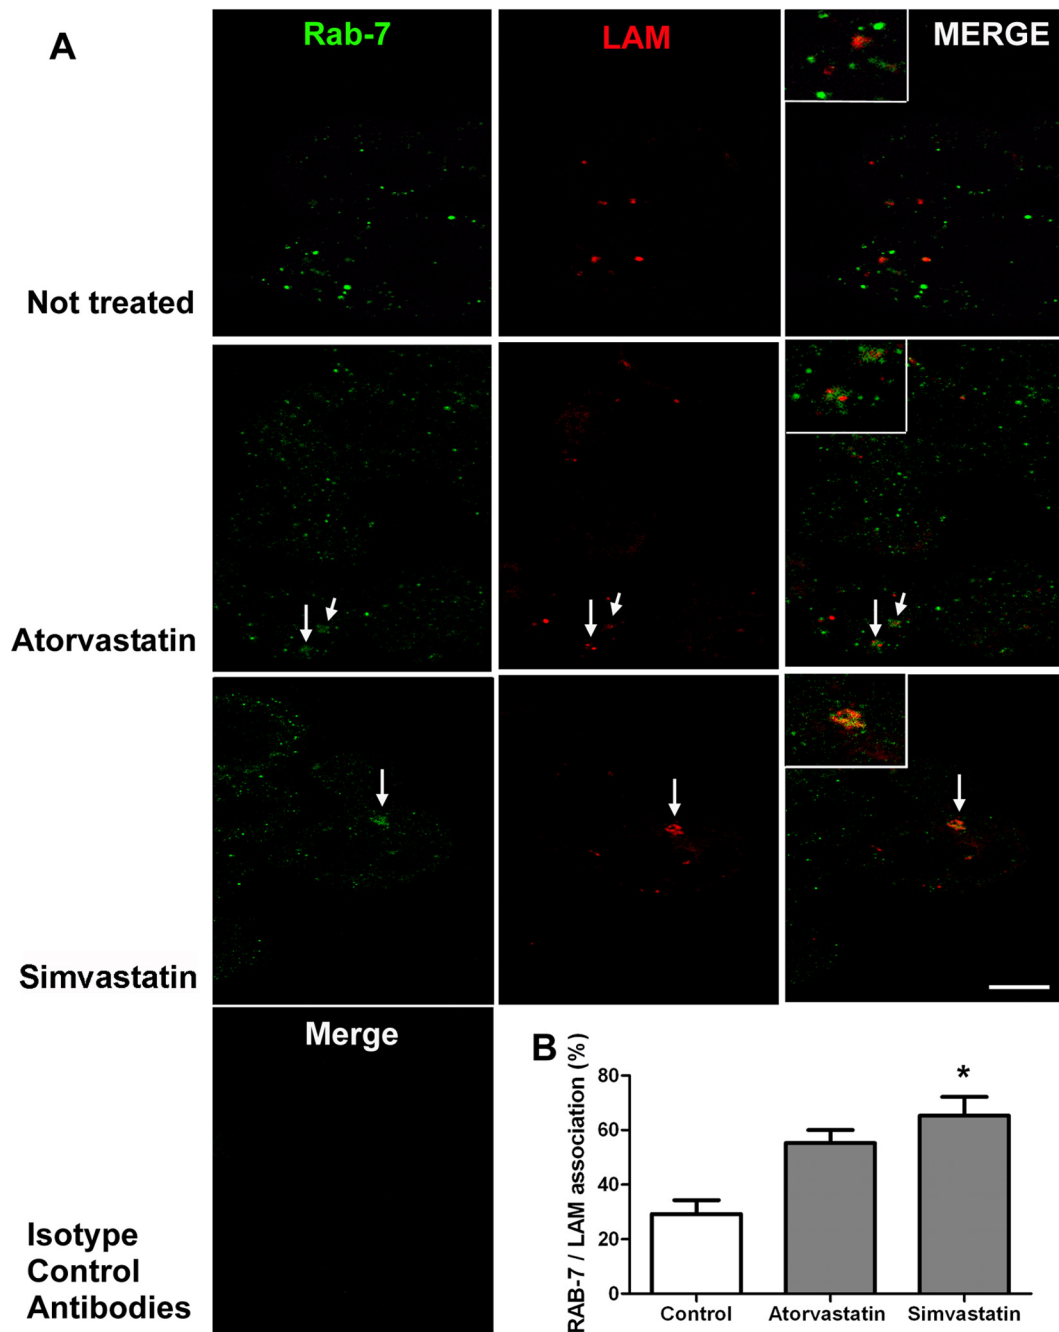 A
Rab-7
LAM
MERGE
Not treated
Atorvastatin
Simvastatin
Merge
Isotype
Control
Antibodies
B
RAB-7 / LAM association (%)
80
60
40
20
0
*
Control
Atorvastatin
Simvastatin